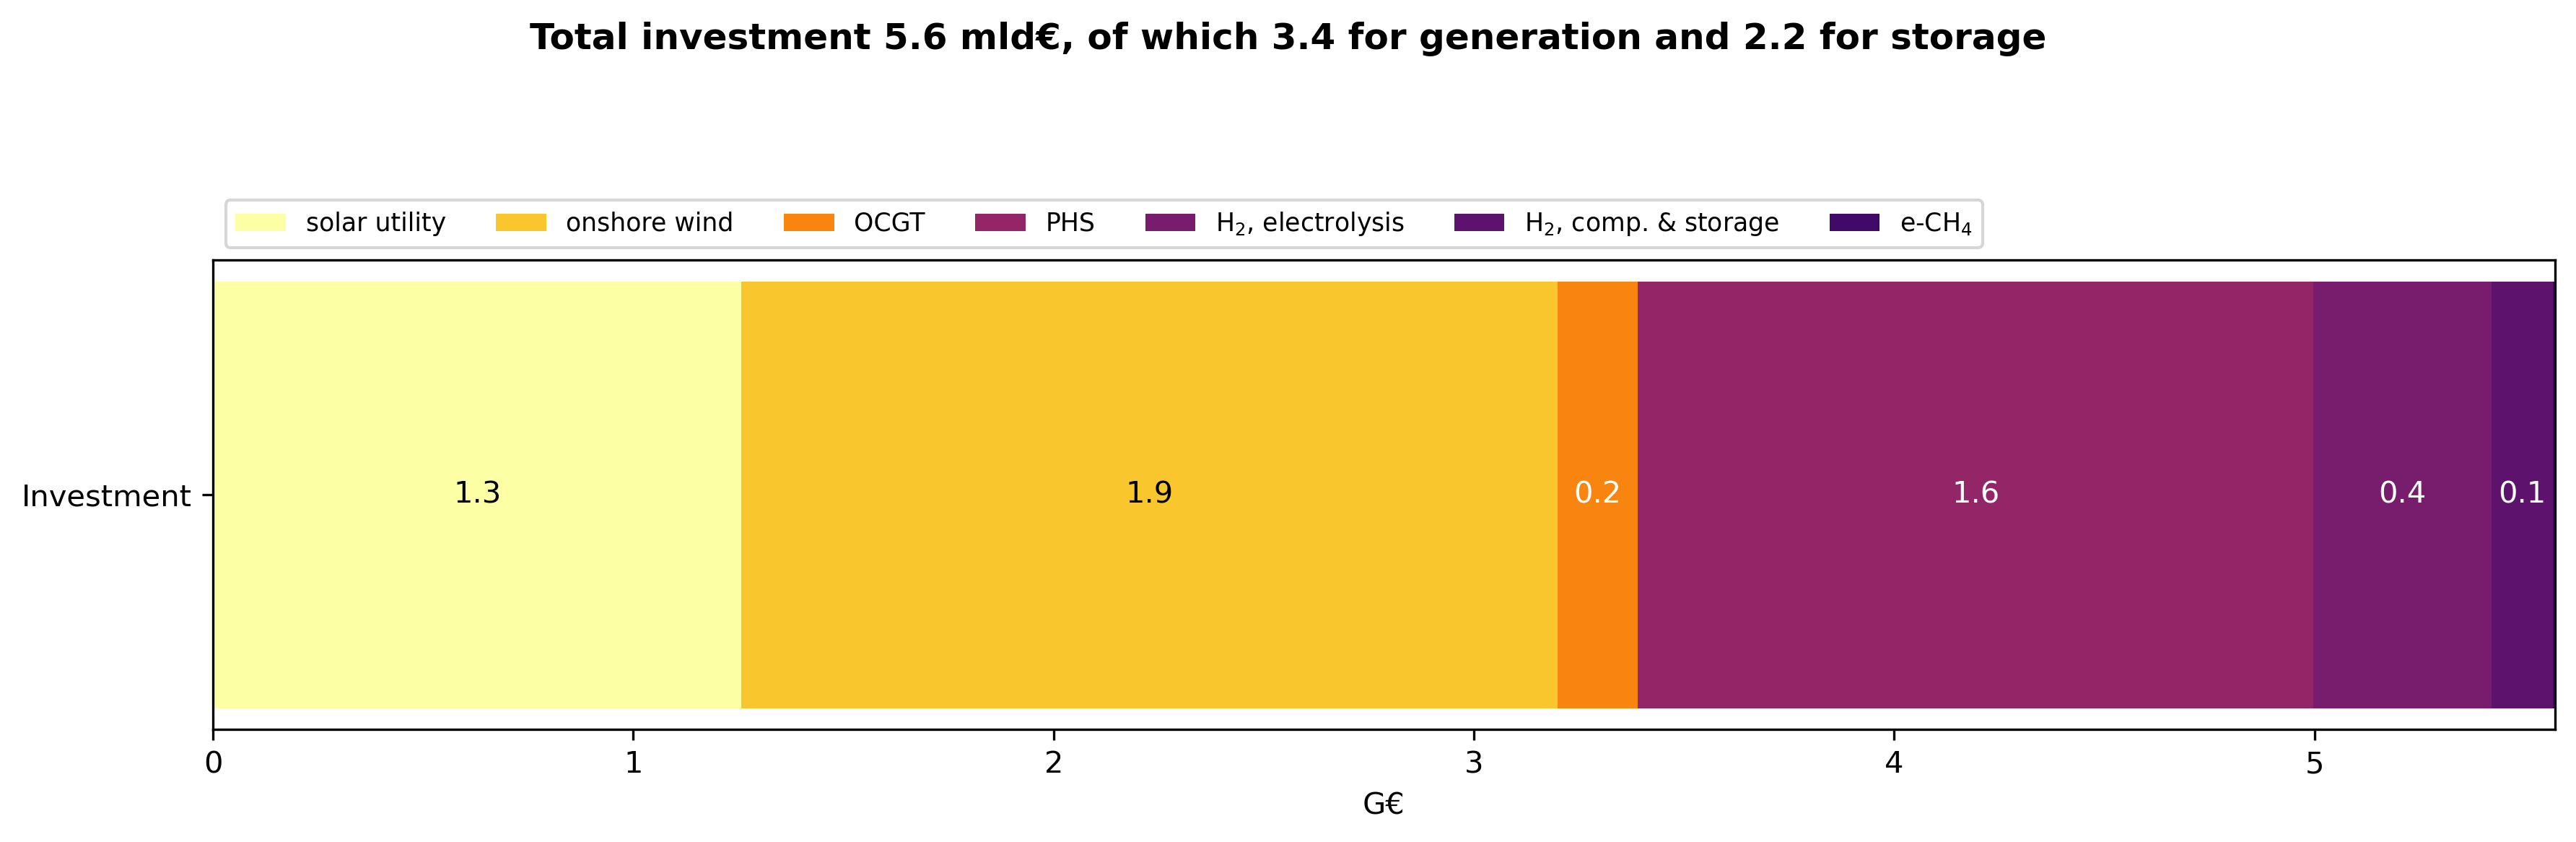 Total investment 5.6 mld€, of which 3.4 for generation and 2.2 for storage
solar utility onshore wind OCGT PHS H₂, electrolysis H₂, comp. & storage e-CH₄
Investment 1.3 1.9 0.2 1.6 0.4 0.1
0 1 2 3 4 5
G€